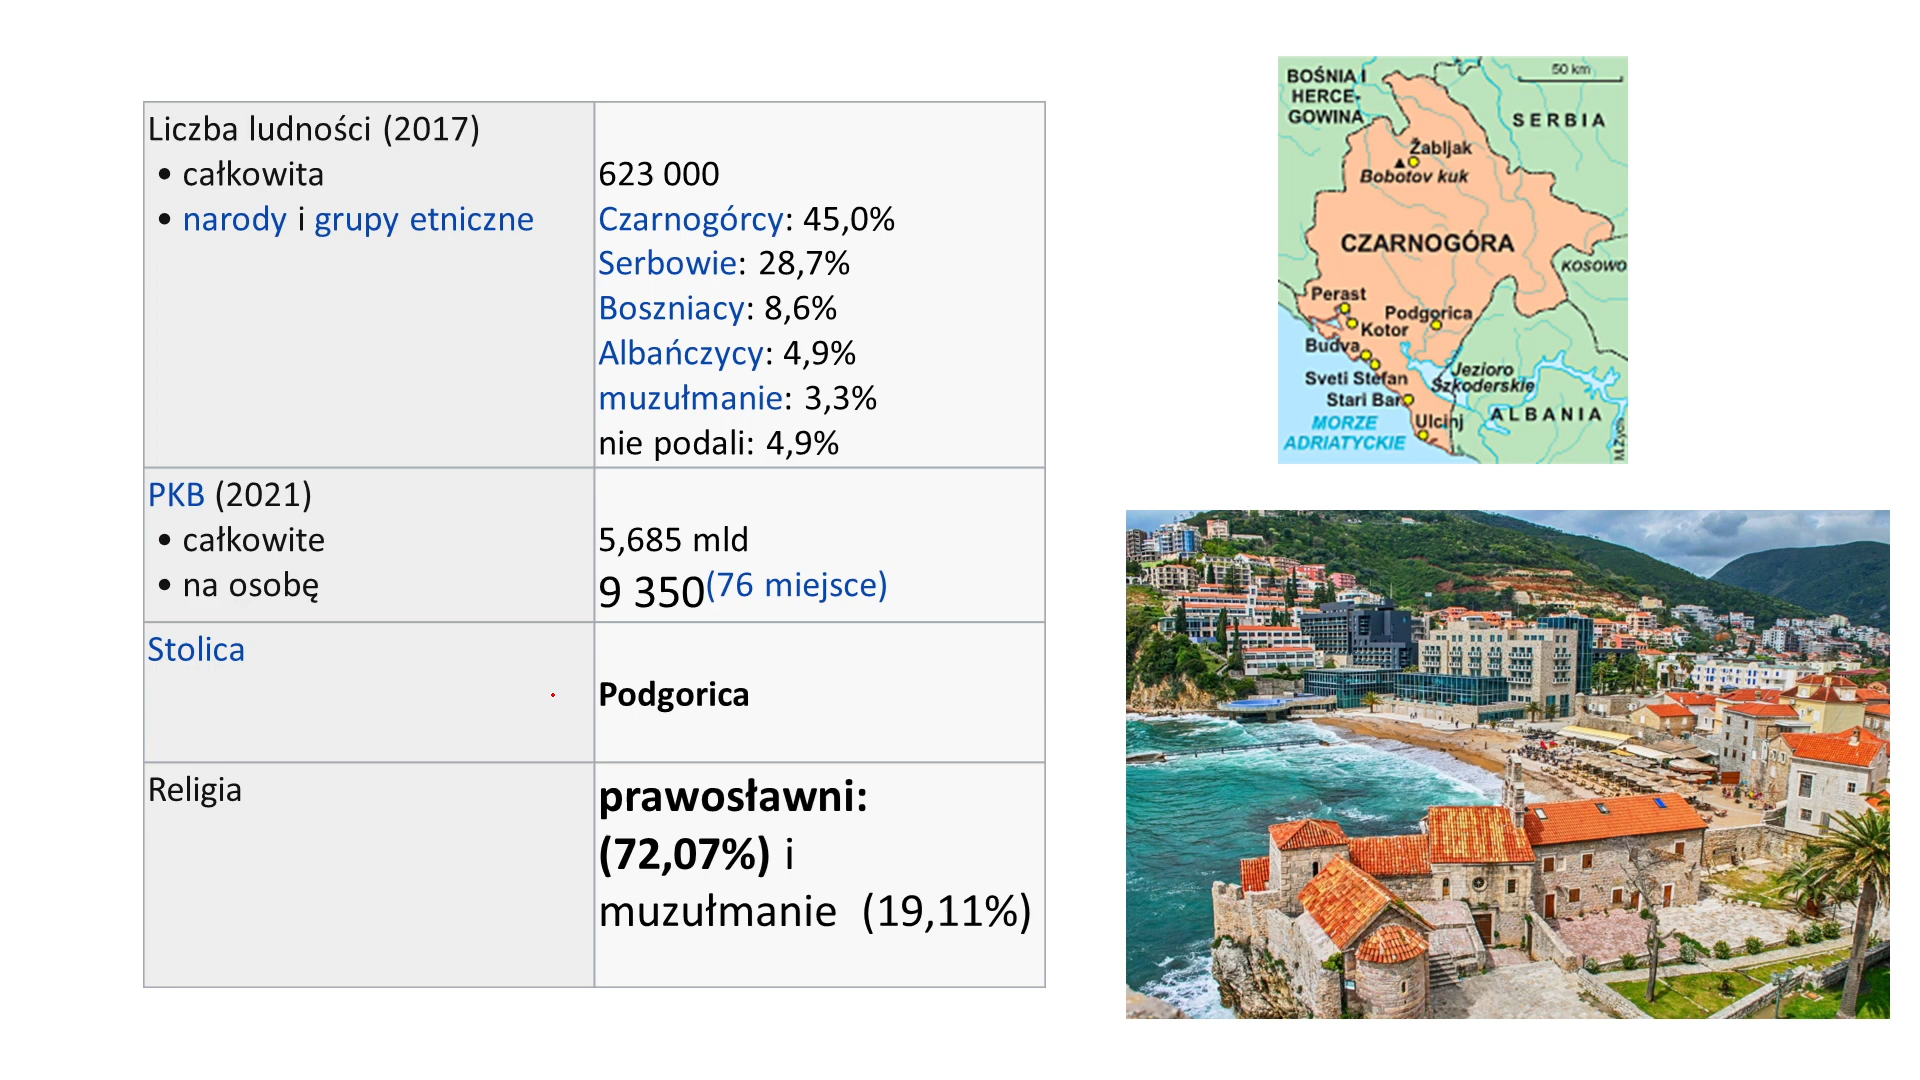 Liczba ludności (2017)
• całkowita
623 000
• narody i grupy etniczne
Czarnogórcy: 45,0%
Serbowie: 28,7%
Boszniacy: 8,6%
Albańczycy: 4,9%
muzułmanie: 3,3%
nie podali: 4,9%
PKB (2021)
• całkowite
5,685 mld
• na osobę
9 350(76 miejsce)
Stolica
Podgorica
Religia
prawosławni:
(72,07%) i
muzułmanie (19,11%)
50 km
BOŚNIA I
HERCE-
GOWINA
SERBIA
Žabljak
Bobotov kuk
CZARNOGÓRA
KOSOWO
Perast
Podgorica
Kotor
Budva
Jezioro
Szkoderskie
Sveti Stefan
Stari Bar
ALBANIA
MORZE
ADRIATYCKIE
Ulcinj
M.Zyś